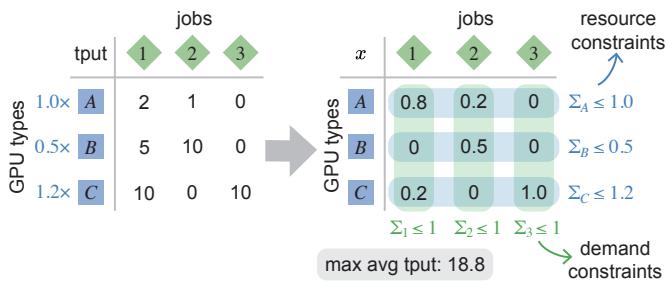 jobs
tput 1 2 3
GPU types
1.0× A 2 1 0
0.5× B 5 10 0
1.2× C 10 0 10
jobs
resource
constraints
x 1 2 3
GPU types
A 0.8 0.2 0 Σ_A ≤ 1.0
B 0 0.5 0 Σ_B ≤ 0.5
C 0.2 0 1.0 Σ_C ≤ 1.2
Σ₁ ≤ 1 Σ₂ ≤ 1 Σ₃ ≤ 1
demand
constraints
max avg tput: 18.8